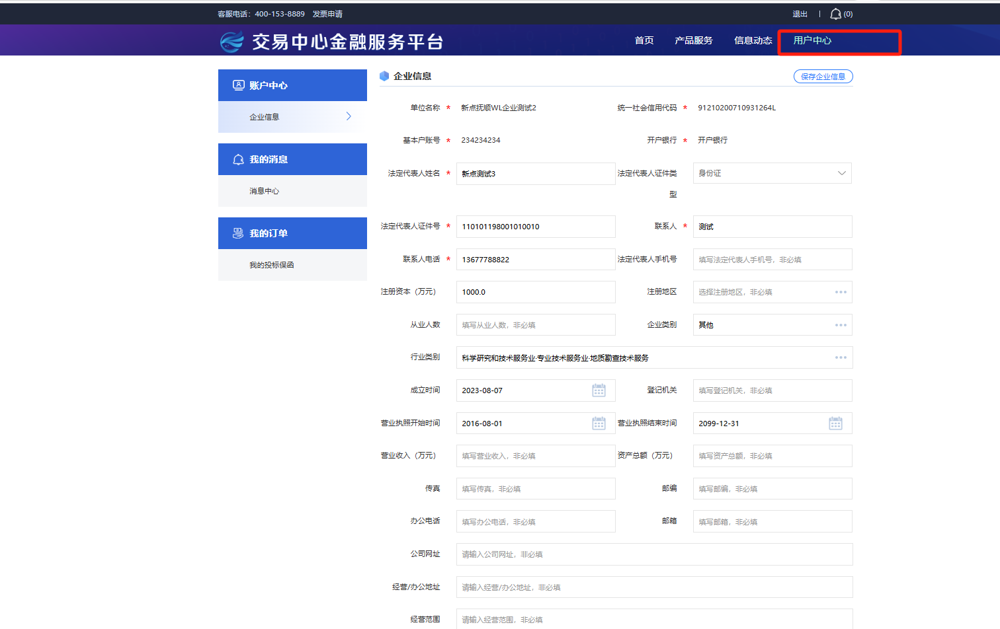 客服电话：400-153-8889 发票申请 退出 | (0)
交易中心金融服务平台 首页 产品服务 信息动态 用户中心
账户中心
企业信息
我的消息
消息中心
我的订单
我的投标保函
企业信息 保存企业信息
单位名称 * 新点抚顺WL企业测试2 统一社会信用代码 * 91210200710931264L
基本户账号 * 234234234 开户银行 * 开户银行
法定代表人姓名 * 新点测试3 法定代表人证件类型 身份证
法定代表人证件号 * 110101198001010010 联系人 * 测试
联系人电话 * 13677788822 法定代表人手机号 填写法定代表人手机号，非必填
注册资本（万元） 1000.0 注册地区 选择注册地区，非必填
从业人数 填写从业人数，非必填 企业类别 其他
行业类别 科学研究和技术服务业·专业技术服务业·地质勘查技术服务
成立时间 2023-08-07 登记机关 填写登记机关，非必填
营业执照开始时间 2016-08-01 营业执照结束时间 2099-12-31
营业收入（万元） 填写营业收入，非必填 资产总额（万元） 填写资产总额，非必填
传真 填写传真，非必填 邮编 填写邮编，非必填
办公电话 填写办公电话，非必填 邮箱 填写邮箱，非必填
公司网址 请输入公司网址，非必填
经营/办公地址 请输入经营/办公地址，非必填
经营范围 请输入经营范围，非必填